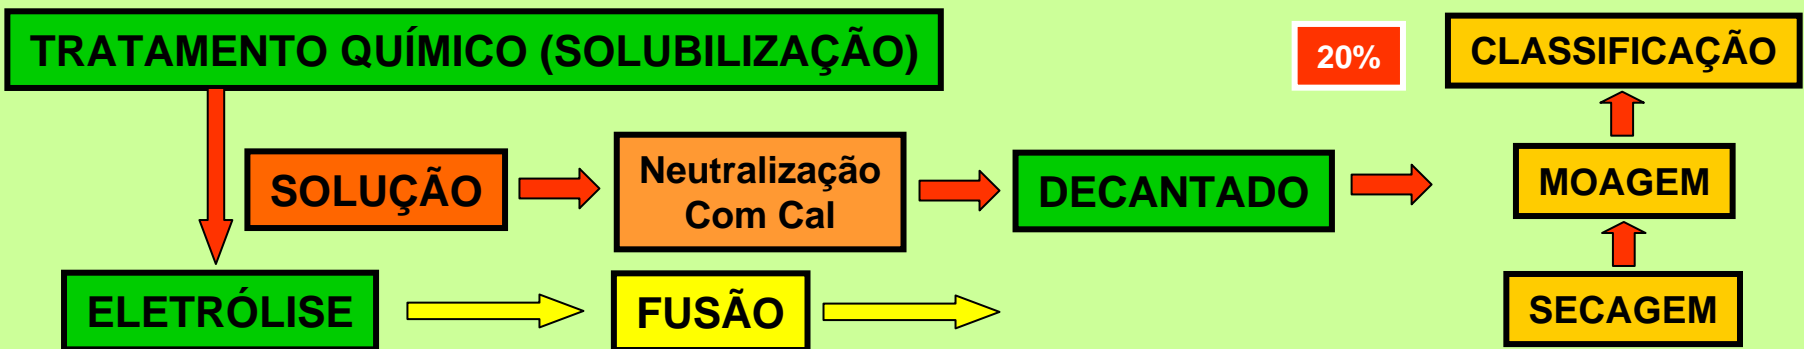 TRATAMENTO QUÍMICO (SOLUBILIZAÇÃO)
20%
CLASSIFICAÇÃO
SOLUÇÃO
Neutralização
Com Cal
DECANTADO
MOAGEM
ELETRÓLISE
FUSÃO
SECAGEM